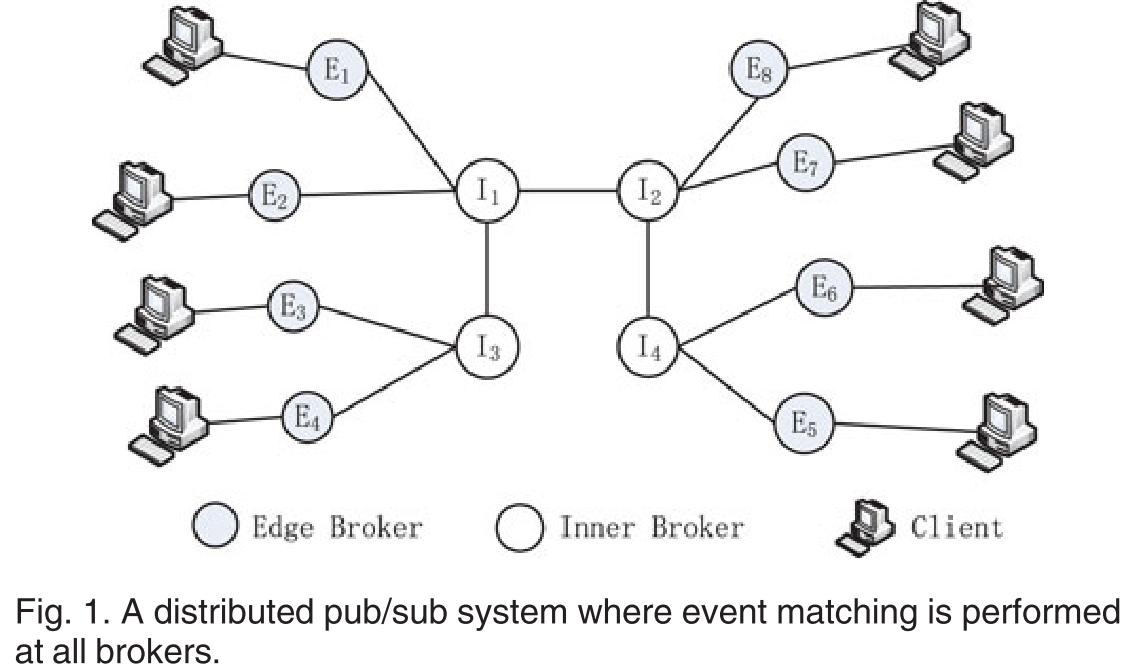 E1
E8
E7
E2
I1
I2
E6
E3
I3
I4
E4
E5
Edge Broker
Inner Broker
Client
Fig. 1. A distributed pub/sub system where event matching is performed
at all brokers.